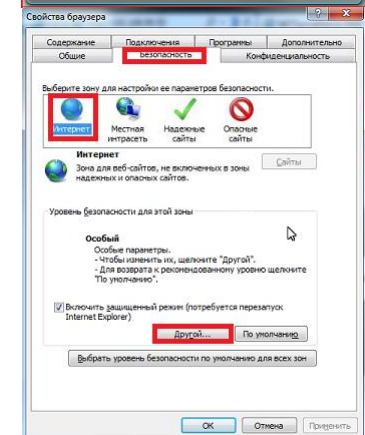 Свойства браузера
Содержание Подключения Программы Дополнительно
Общие Безопасность Конфиденциальность
Выберите зону для настройки ее параметров безопасности.
Интернет Местная интрасеть Надежные сайты Опасные сайты
Интернет
Зона для веб-сайтов, не включенных в зоны надежных и опасных сайтов.
Сайты
Уровень безопасности для этой зоны
Особый
Особые параметры.
- Чтобы изменить их, щелкните "Другой".
- Для возврата к рекомендованному уровню щелкните
"По умолчанию".
Включить защищенный режим (потребуется перезапуск
Internet Explorer)
Другой... По умолчанию
Выбрать уровень безопасности по умолчанию для всех зон
OK Отмена Применить